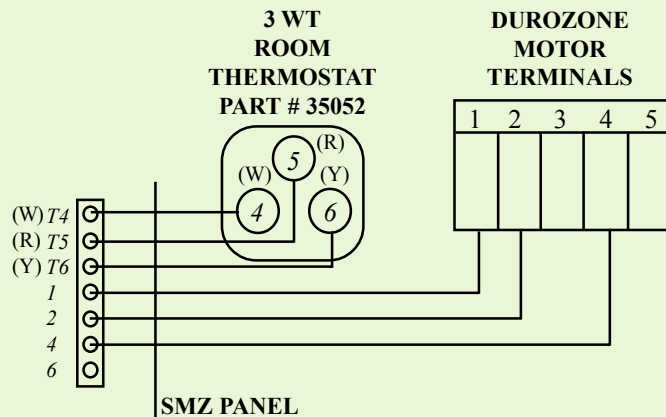 3 WT
ROOM
THERMOSTAT
PART # 35052
DUROZONE
MOTOR
TERMINALS
1 2 3 4 5
(R)
5
(W) (Y)
4 6
(W) T4
(R) T5
(Y) T6
1
2
4
6
SMZ PANEL